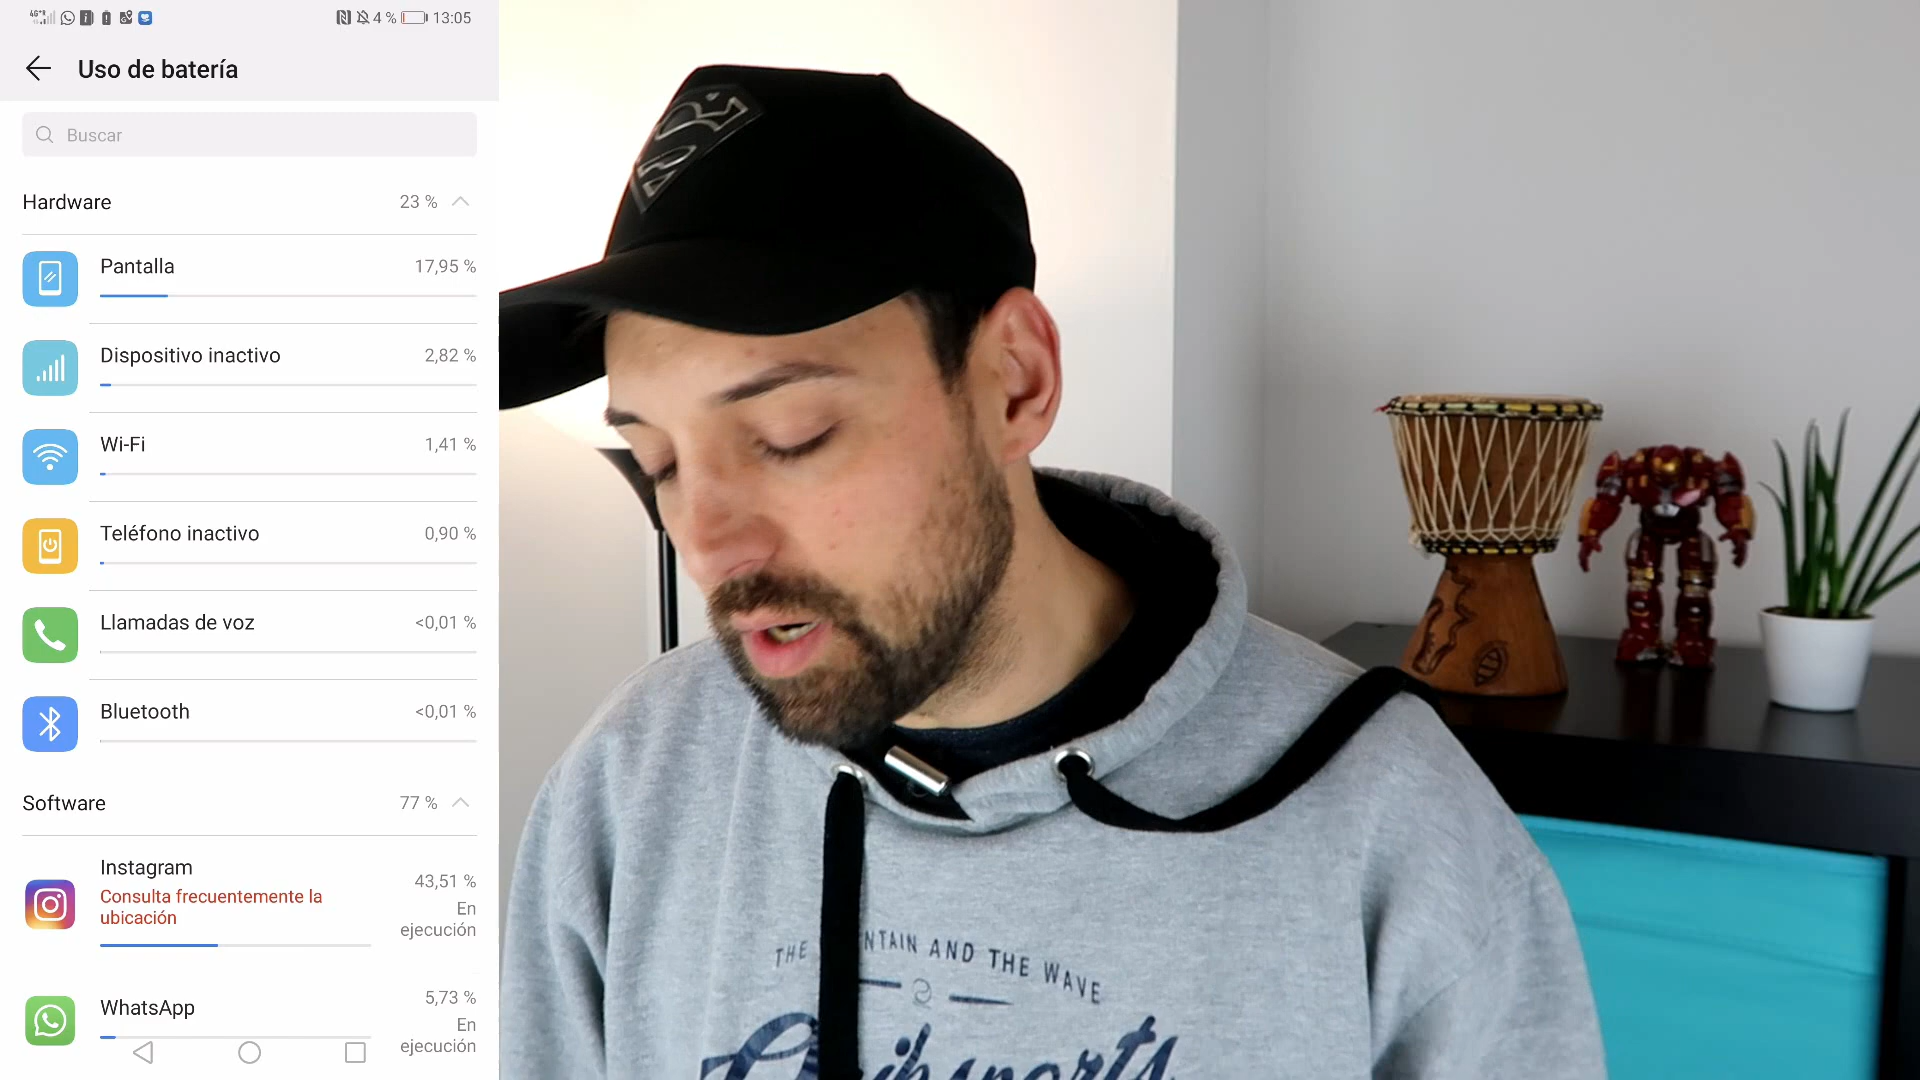 4G+
4 % 13:05
Uso de batería
Buscar
Hardware 23 %
Pantalla 17,95 %
Dispositivo inactivo 2,82 %
Wi-Fi 1,41 %
Teléfono inactivo 0,90 %
Llamadas de voz <0,01 %
Bluetooth <0,01 %
Software 77 %
Instagram 43,51 %
Consulta frecuentemente la
ubicación
En
ejecución
WhatsApp 5,73 %
En
ejecución
THE NTAIN AND THE WAVE